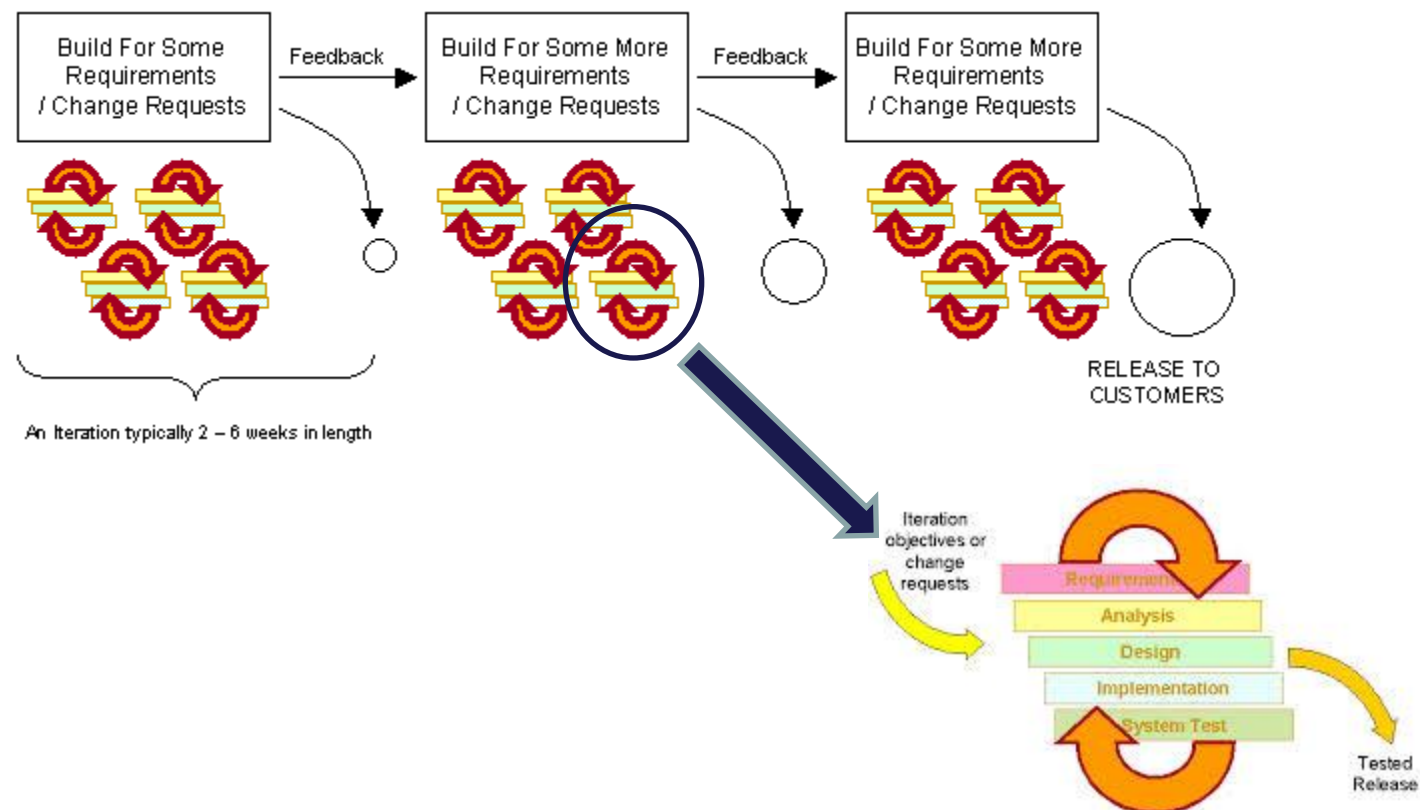 Build For Some
Requirements
/ Change Requests
Feedback
Build For Some More
Requirements
/ Change Requests
Feedback
Build For Some More
Requirements
/ Change Requests
RELEASE TO
CUSTOMERS
An Iteration typically 2 – 6 weeks in length
Iteration
objectives or
change
requests
Requirement
Analysis
Design
Implementation
System Test
Tested
Release